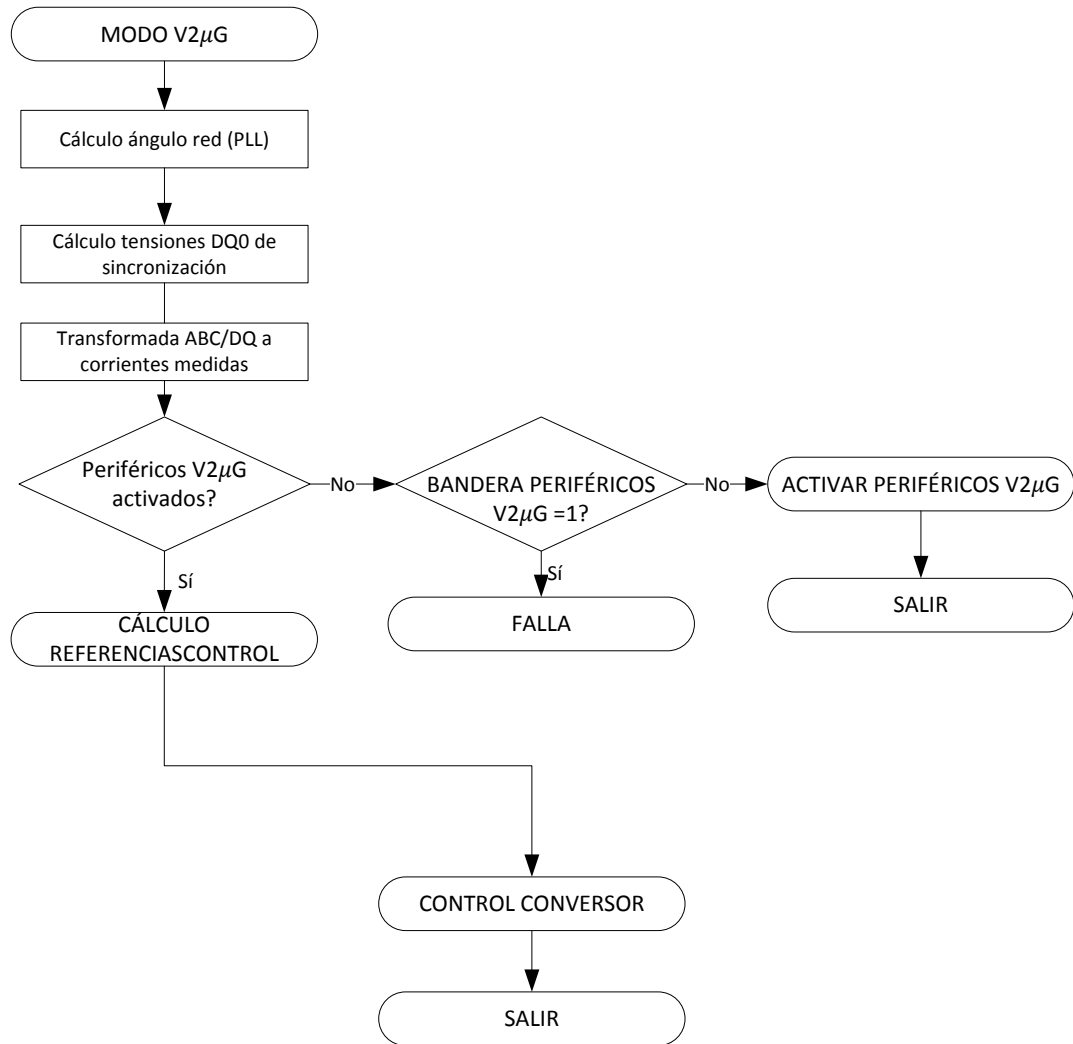 MODO V2μG
Cálculo ángulo red (PLL)
Cálculo tensiones DQ0 de
sincronización
Transformada ABC/DQ a
corrientes medidas
Periféricos V2μG
activados?
No
BANDERA PERIFÉRICOS
V2μG =1?
No
ACTIVAR PERIFÉRICOS V2μG
Sí
Sí
CÁLCULO
REFERENCIASCONTROL
FALLA
SALIR
CONTROL CONVERSOR
SALIR